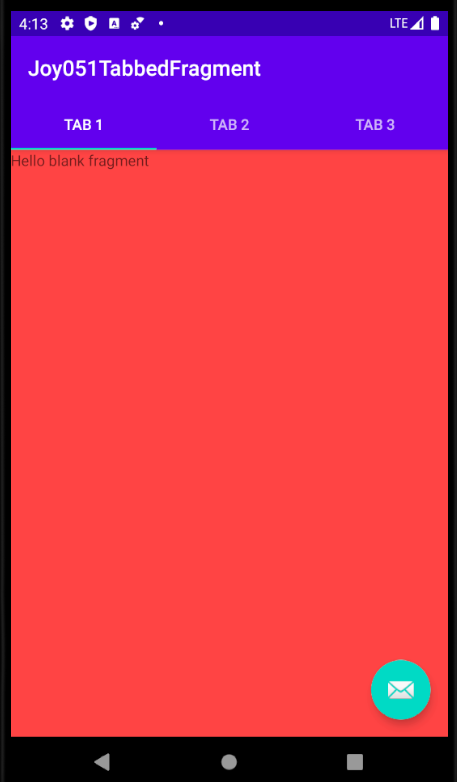 4:13 A LTE
Joy051TabbedFragment
TAB 1 TAB 2 TAB 3
Hello blank fragment